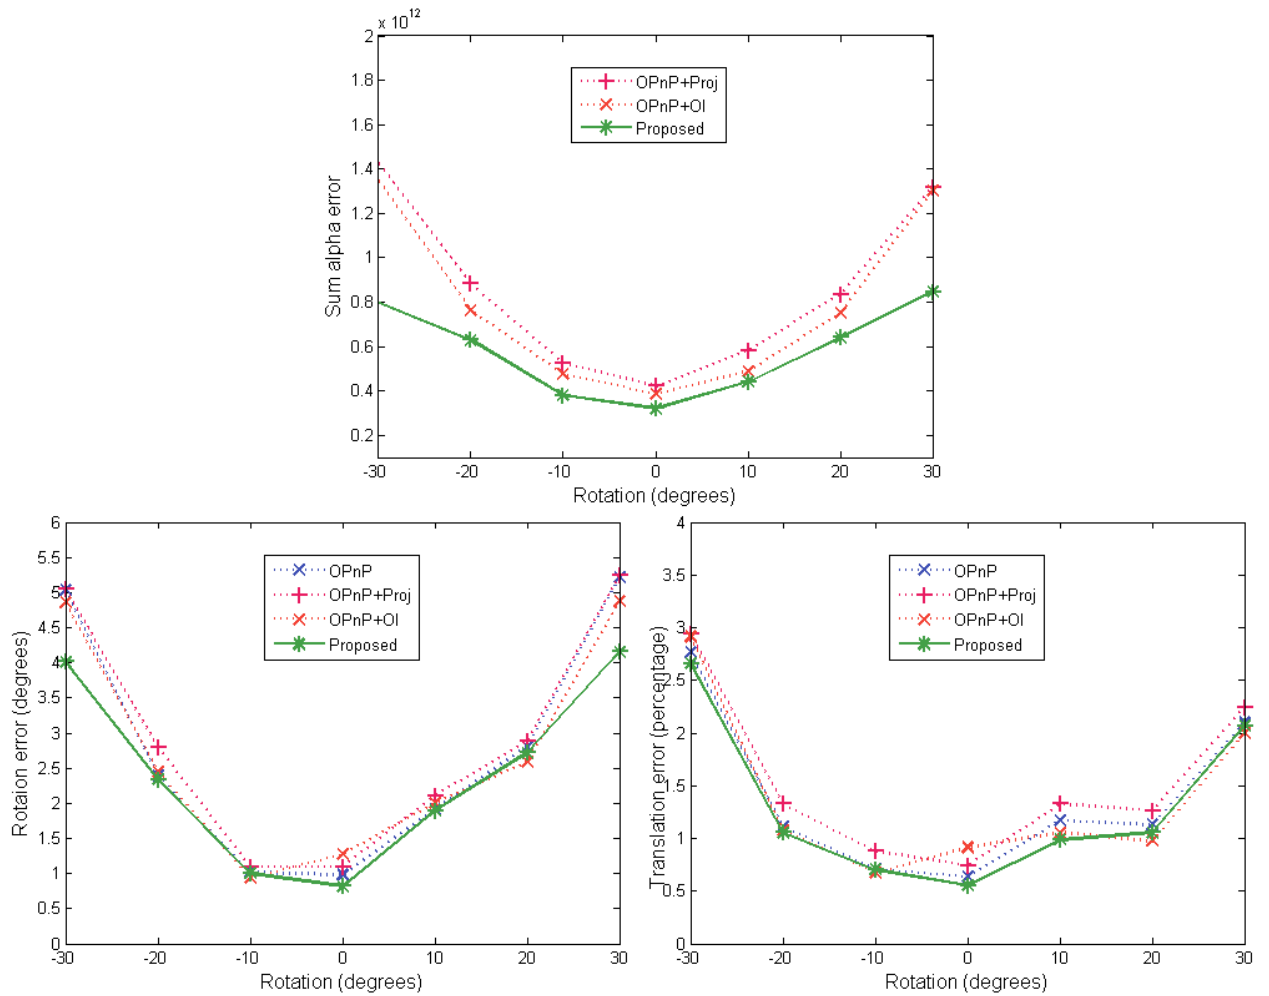 x 10^12
2
1.8
1.6
1.4
1.2
1
0.8
0.6
0.4
0.2
Sum alpha error
OPnP+Proj
OPnP+OI
Proposed
-30 -20 -10 0 10 20 30
Rotation (degrees)
6
5.5
5
4.5
4
3.5
3
2.5
2
1.5
1
0.5
0
Rotaion error (degrees)
OPnP
OPnP+Proj
OPnP+OI
Proposed
-30 -20 -10 0 10 20 30
Rotation (degrees)
4
3.5
3
2.5
2
1.5
1
0.5
0
Translation error (percentage)
OPnP
OPnP+Proj
OPnP+OI
Proposed
-30 -20 -10 0 10 20 30
Rotation (degrees)